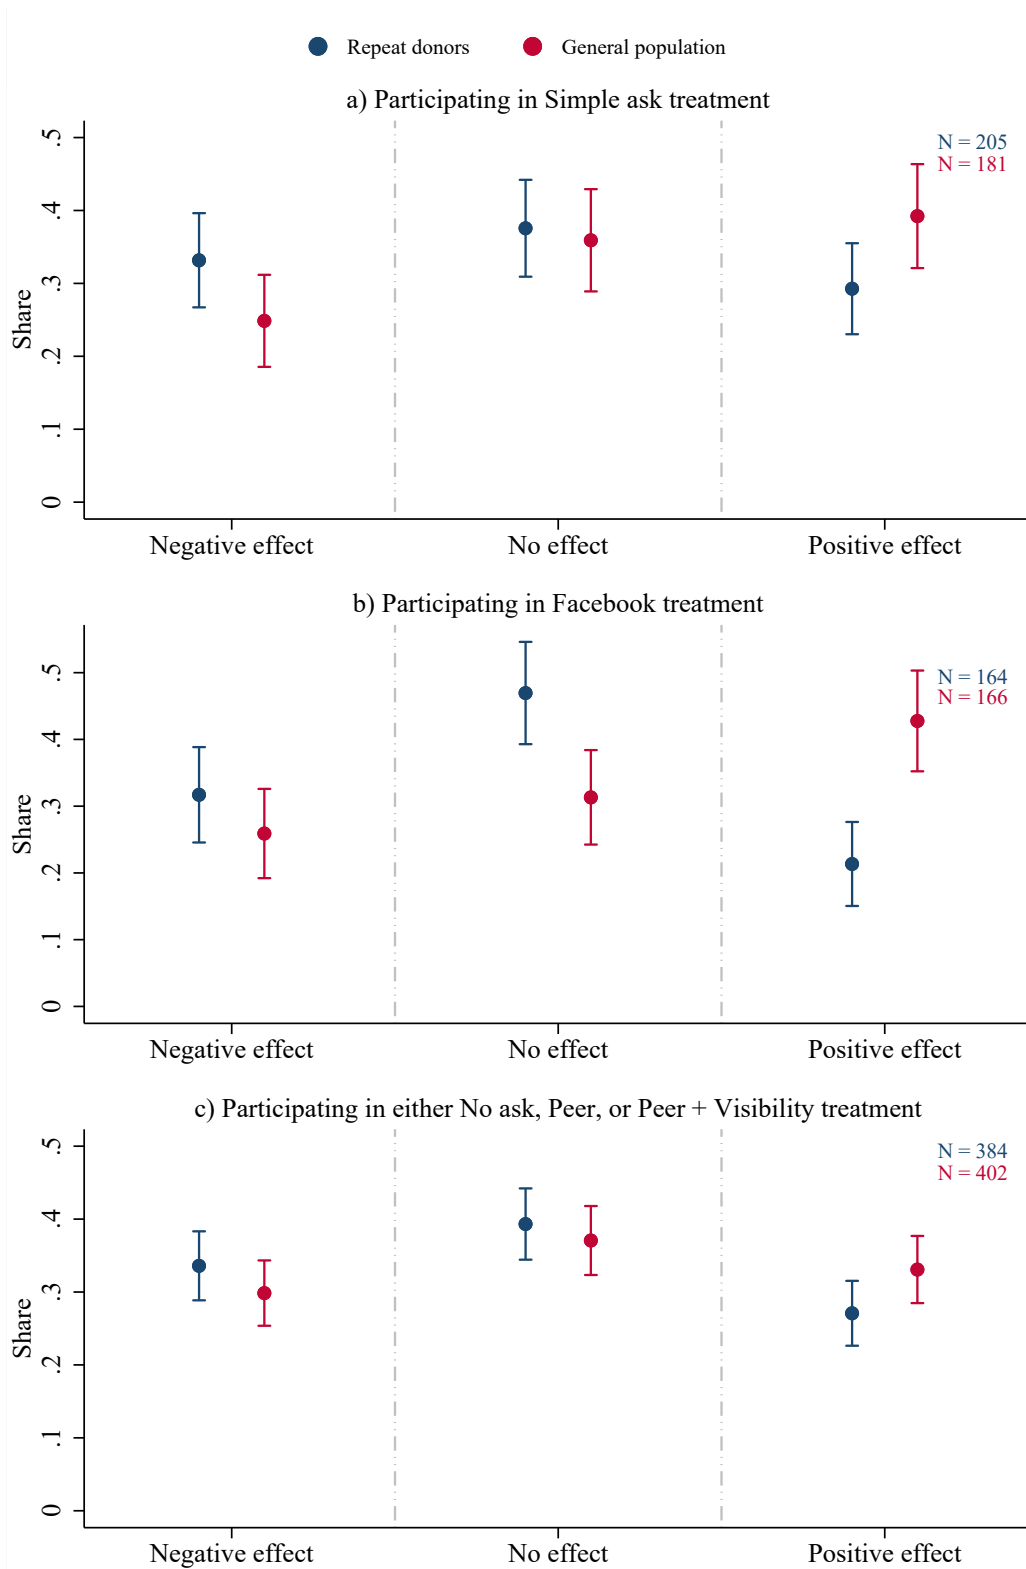 Repeat donors General population
a) Participating in Simple ask treatment
N = 205
N = 181
Share
.5
.4
.3
.2
.1
0
Negative effect No effect Positive effect
b) Participating in Facebook treatment
N = 164
N = 166
Share
.5
.4
.3
.2
.1
0
Negative effect No effect Positive effect
c) Participating in either No ask, Peer, or Peer + Visibility treatment
N = 384
N = 402
Share
.5
.4
.3
.2
.1
0
Negative effect No effect Positive effect